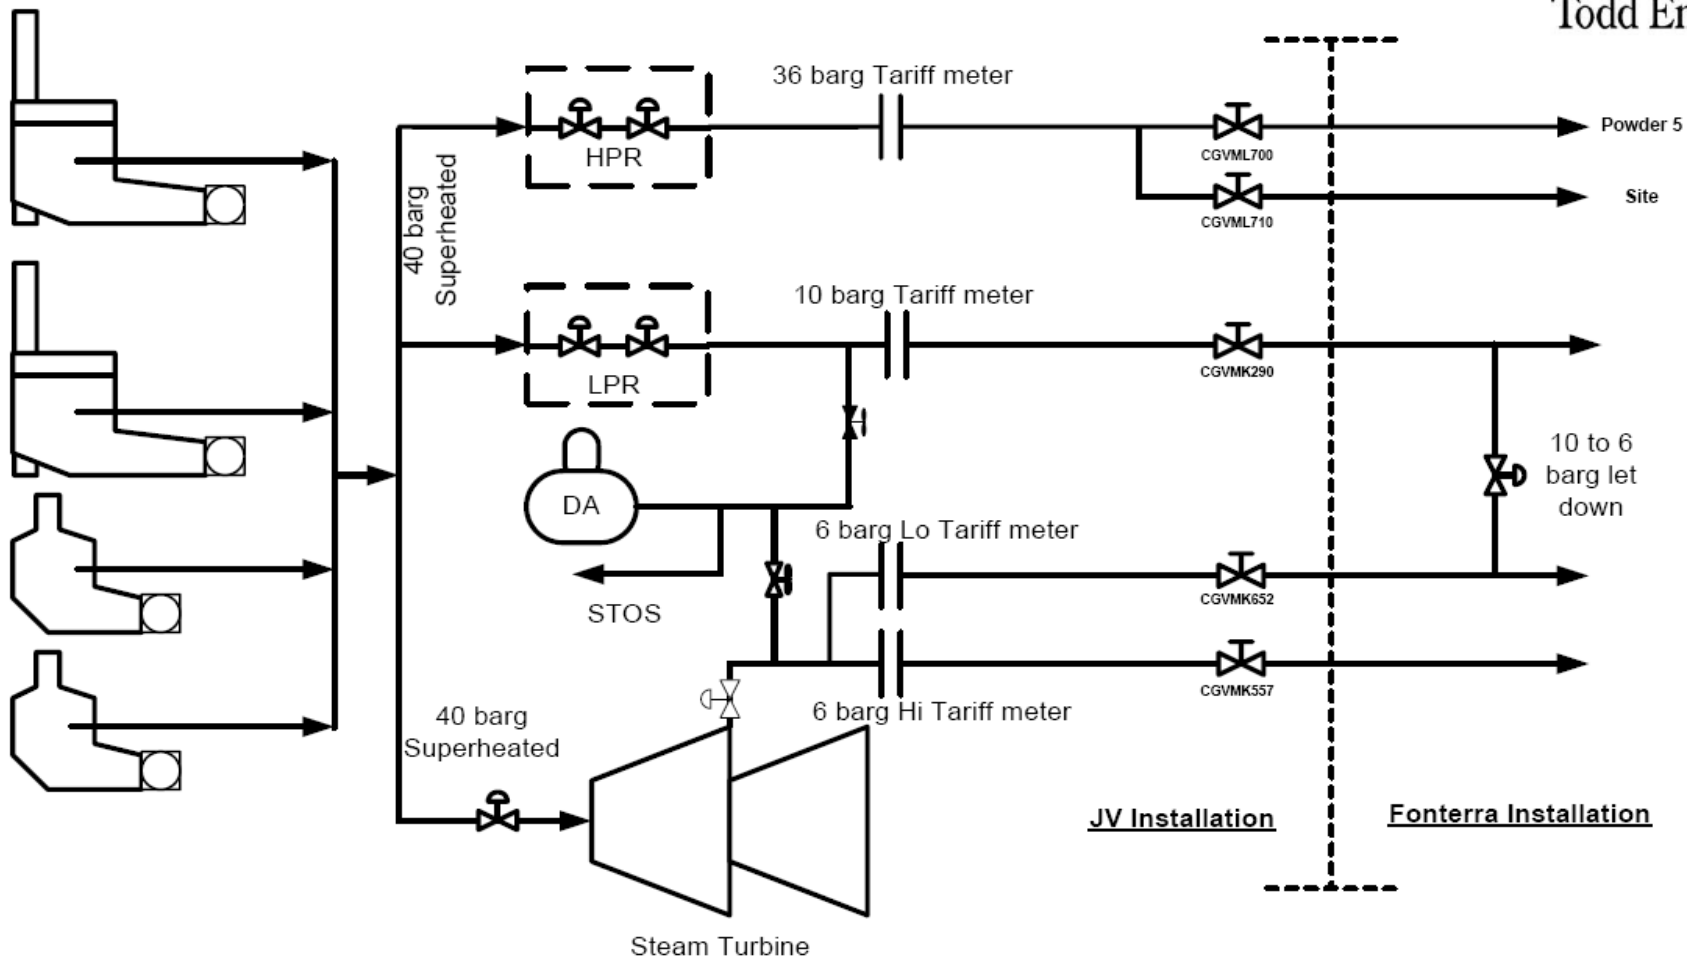 Todd En
36 barg Tariff meter
HPR
CGVML700
Powder 5
CGVML710
Site
40 barg
Superheated
10 barg Tariff meter
LPR
CGVMK290
10 to 6
barg let
down
DA
6 barg Lo Tariff meter
STOS
CGVMK652
CGVMK557
6 barg Hi Tariff meter
40 barg
Superheated
JV Installation
Fonterra Installation
Steam Turbine